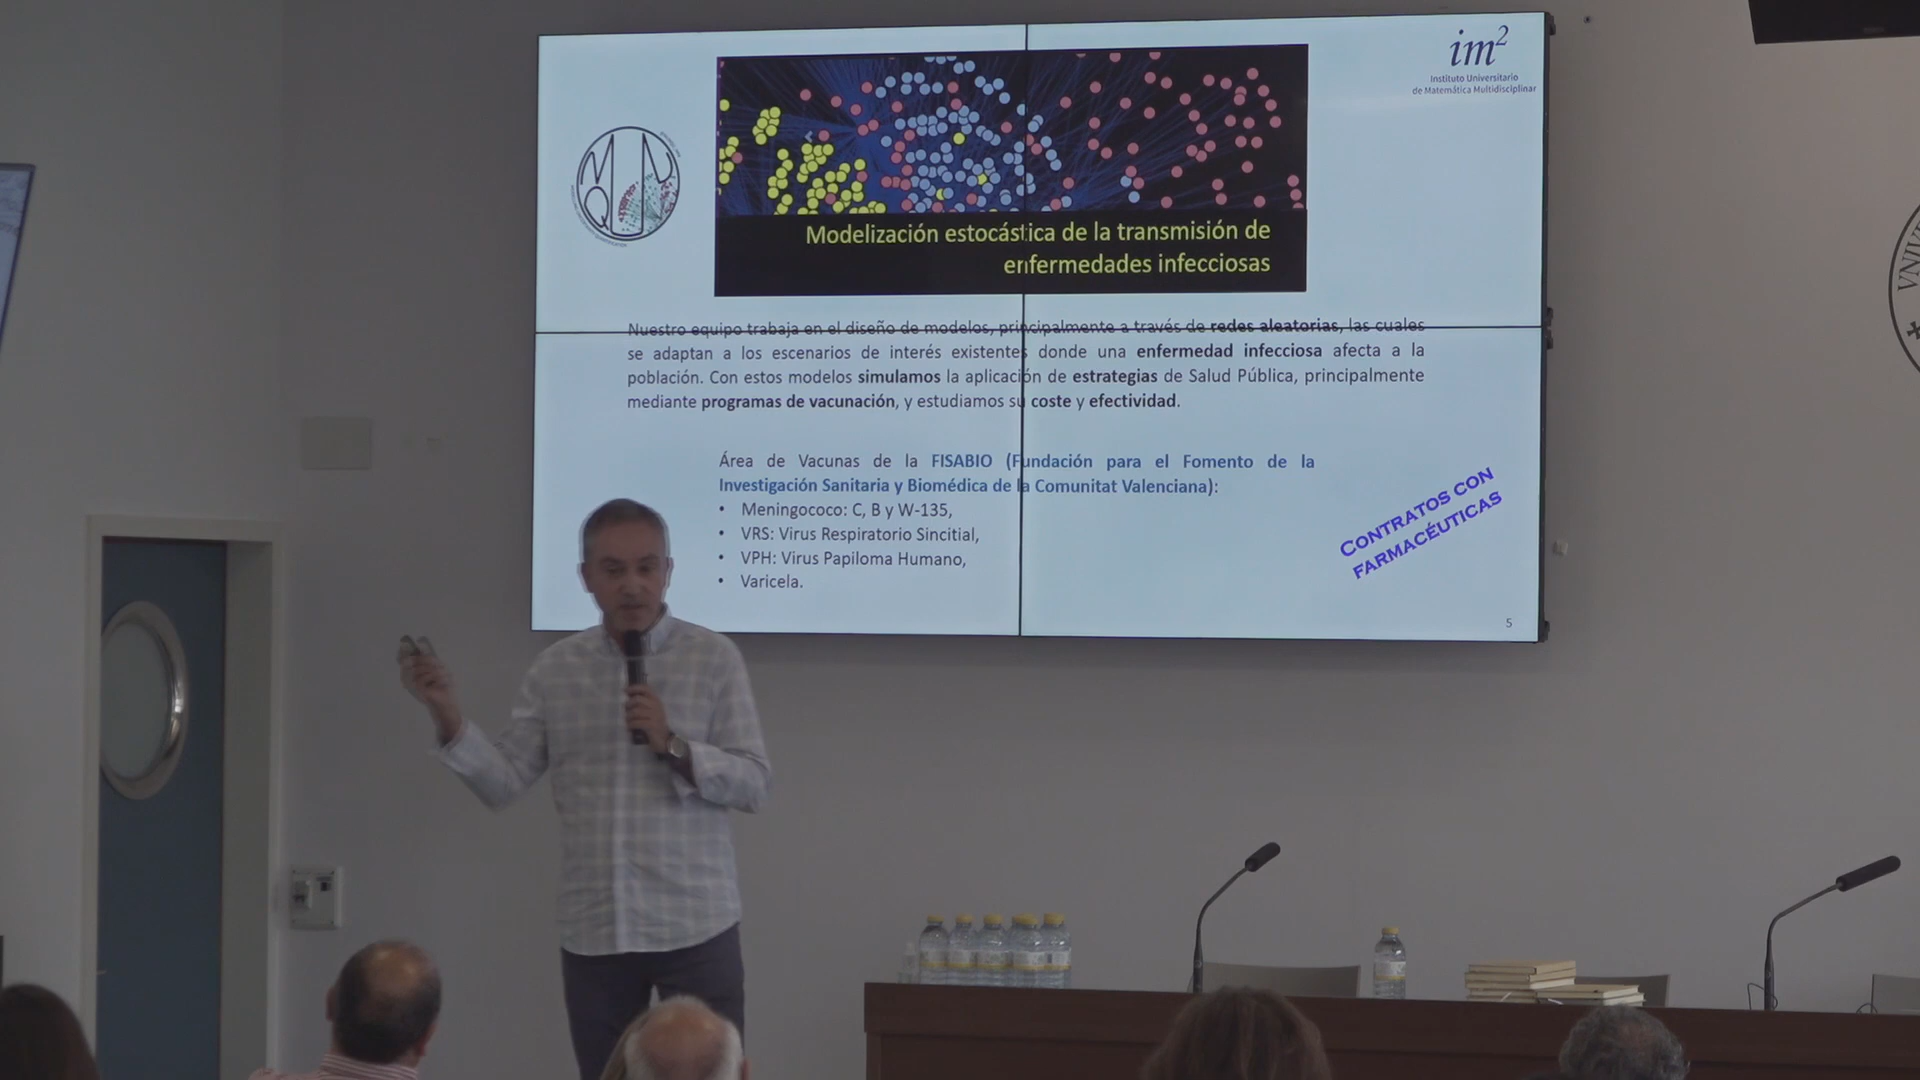 im²
Instituto Universitario
de Matemática Multidisciplinar
MUN
Q
Modelización estocástica de la transmisión de
enfermedades infecciosas
Nuestro equipo trabaja en el diseño de modelos, principalmente a través de redes aleatorias, las cuales
se adaptan a los escenarios de interés existentes donde una enfermedad infecciosa afecta a la
población. Con estos modelos simulamos la aplicación de estrategias de Salud Pública, principalmente
mediante programas de vacunación, y estudiamos su coste y efectividad.
Área de Vacunas de la FISABIO (Fundación para el Fomento de la
Investigación Sanitaria y Biomédica de la Comunitat Valenciana):
• Meningococo: C, B y W-135,
• VRS: Virus Respiratorio Sincitial,
• VPH: Virus Papiloma Humano,
• Varicela.
CONTRATOS CON
FARMACÉUTICAS
5